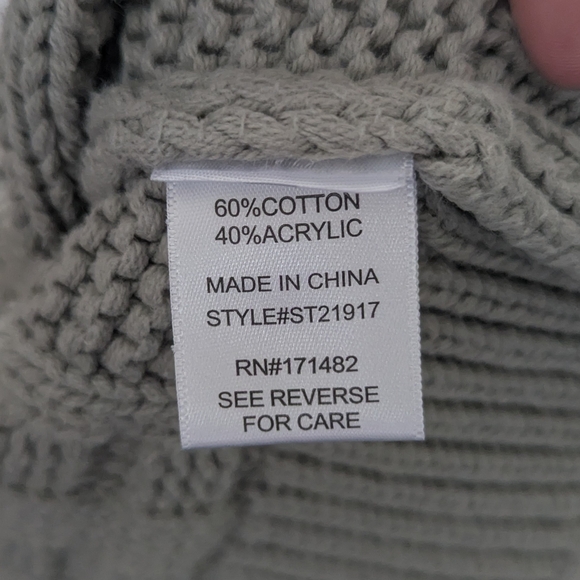 60%COTTON
40%ACRYLIC
MADE IN CHINA
STYLE#ST21917
RN#171482
SEE REVERSE
FOR CARE